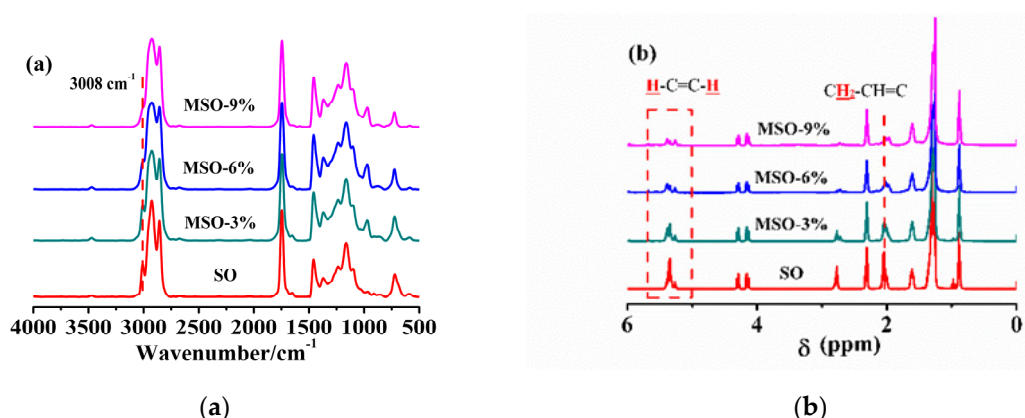 (a)
3008 cm⁻¹
MSO-9%
MSO-6%
MSO-3%
SO
4000 3500 3000 2500 2000 1500 1000 500
Wavenumber/cm⁻¹
(a)
(b)
H-C=C-H
CH₂-CH=C
MSO-9%
MSO-6%
MSO-3%
SO
6 4 2 0
δ (ppm)
(b)